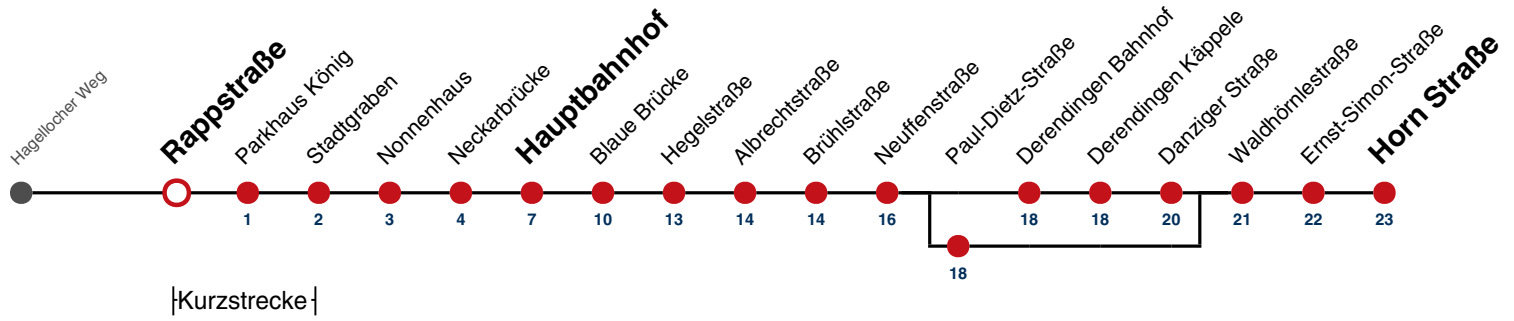 Hagellocher Weg
Rappstraße
Parkhaus König
Stadtgraben
Nonnenhaus
Neckarbrücke
Hauptbahnhof
Blaue Brücke
Hegelstraße
Albrechtstraße
Brühlstraße
Neuffenstraße
Paul-Dietz-Straße
Derendingen Bahnhof
Derendingen Käppele
Danziger Straße
Waldhörnlestraße
Ernst-Simon-Straße
Horn Straße
1 2 3 4 7 10 13 14 14 16 18 18 20 21 22 23
18
Kurzstrecke